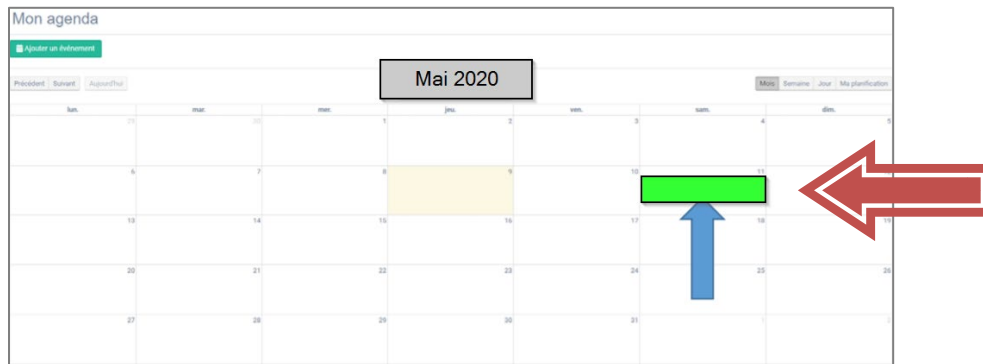 Mon agenda
Ajouter un événement
Précédent Suivant Aujourd'hui Mai 2020 Mois Semaine Jour Ma planification
lun. mar. mer. jeu. ven. sam. dim.
29 30 1 2 3 4 5
6 7 8 9 10 11
13 14 15 16 17 18 19
20 21 22 23 24 25 26
27 28 29 30 31 1 2